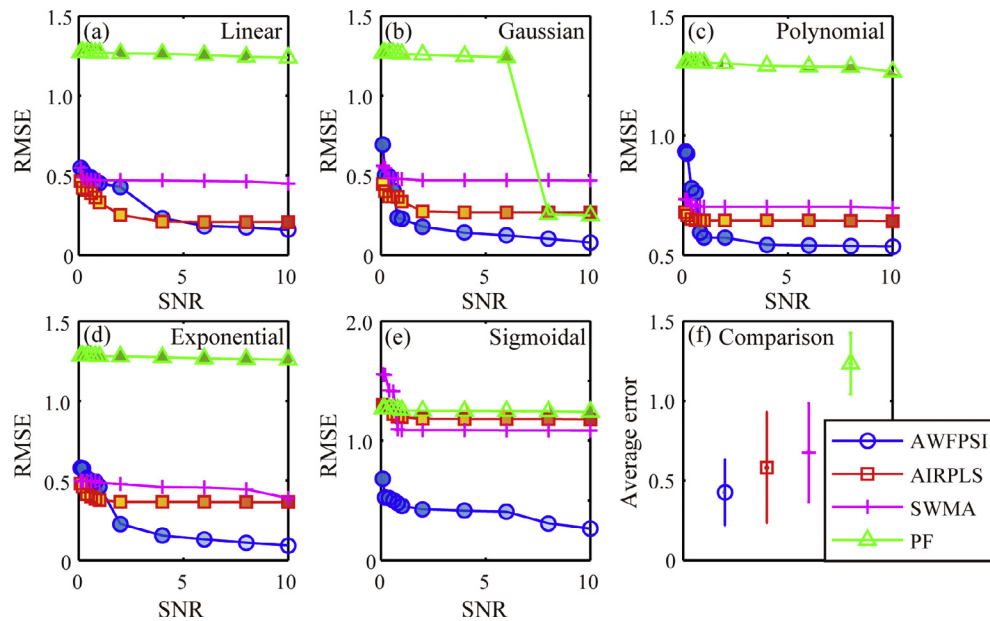 (a) Linear
1.5
1.0
0.5
0
RMSE
0 5 10
SNR
(b) Gaussian
1.5
1.0
0.5
0
RMSE
0 5 10
SNR
(c) Polynomial
1.5
1.0
0.5
RMSE
0 5 10
SNR
(d) Exponential
1.5
1.0
0.5
0
RMSE
0 5 10
SNR
(e) Sigmoidal
2.0
1.0
0
RMSE
0 5 10
SNR
(f) Comparison
1.5
1.0
0.5
0
Average error
AWFPSI
AIRPLS
SWMA
PF